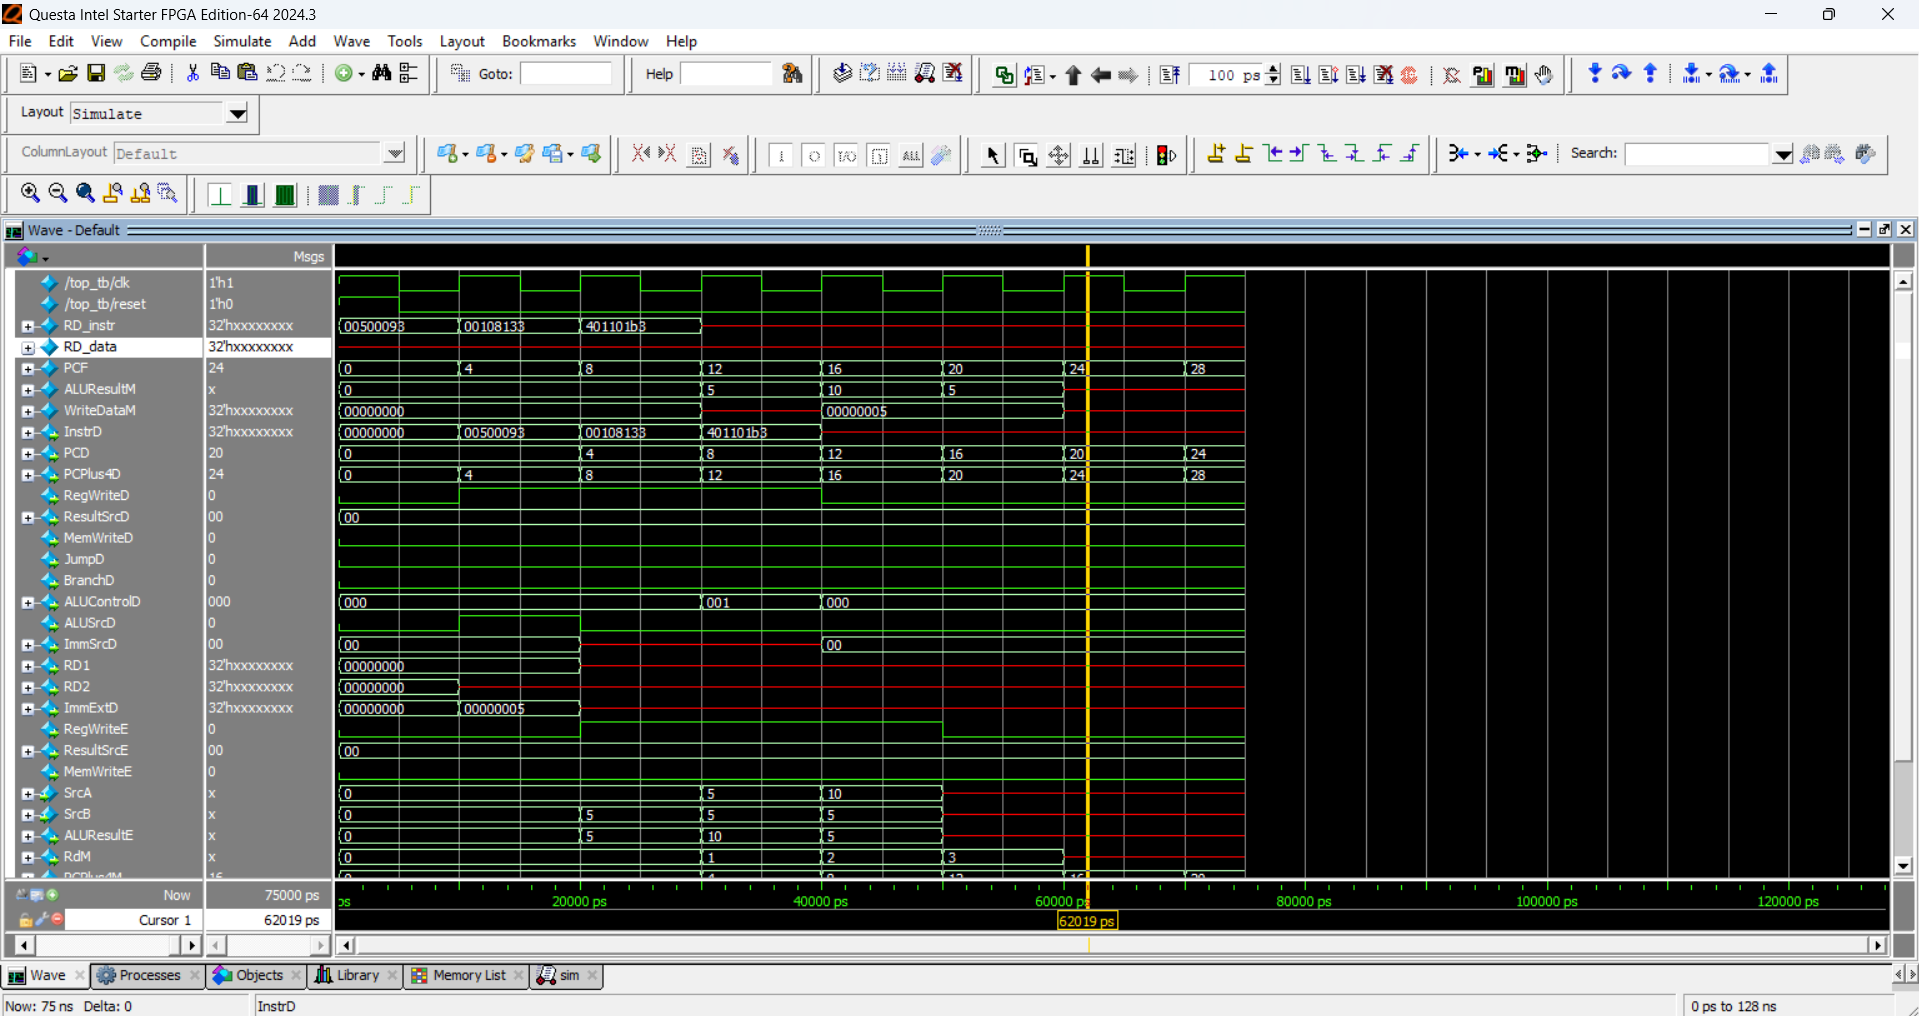 Questa Intel Starter FPGA Edition-64 2024.3
File Edit View Compile Simulate Add Wave Tools Layout Bookmarks Window Help
Goto: Help 100 ps
Layout Simulate
ColumnLayout Default Search:
Wave - Default
Msgs
/top_tb/clk 1'h1
/top_tb/reset 1'h0
RD_instr 32'hxxxxxxxx 00500093 00108133 401101b3
RD_data 32'hxxxxxxxx
PCF 24 0 4 8 12 16 20 24 28
ALUResultM x 0 5 10 5
WriteDataM 32'hxxxxxxxx 00000000 00000005
InstrD 32'hxxxxxxxx 00000000 00500093 00108133 401101b3
PCD 20 0 4 8 12 16 20 24
PCPlus4D 24 0 4 8 12 16 20 24 28
RegWriteD 0
ResultSrcD 00 00
MemWriteD 0
JumpD 0
BranchD 0
ALUControlD 000 000 001 000
ALUSrcD 0
ImmSrcD 00 00 00
RD1 32'hxxxxxxxx 00000000
RD2 32'hxxxxxxxx 00000000
ImmExtD 32'hxxxxxxxx 00000000 00000005
RegWriteE 0
ResultSrcE 00 00
MemWriteE 0
SrcA x 0 5 10
SrcB x 0 5 5 5
ALUResultE x 0 5 10 5
RdM x 0 1 2 3
PCPlus4M 16 0 4 8 12 16 20
Now 75000 ps ps 20000 ps 40000 ps 60000 ps 80000 ps 100000 ps 120000 ps
Cursor 1 62019 ps 62019 ps
Wave Processes Objects Library Memory List sim
Now: 75 ns Delta: 0 InstrD 0 ps to 128 ns